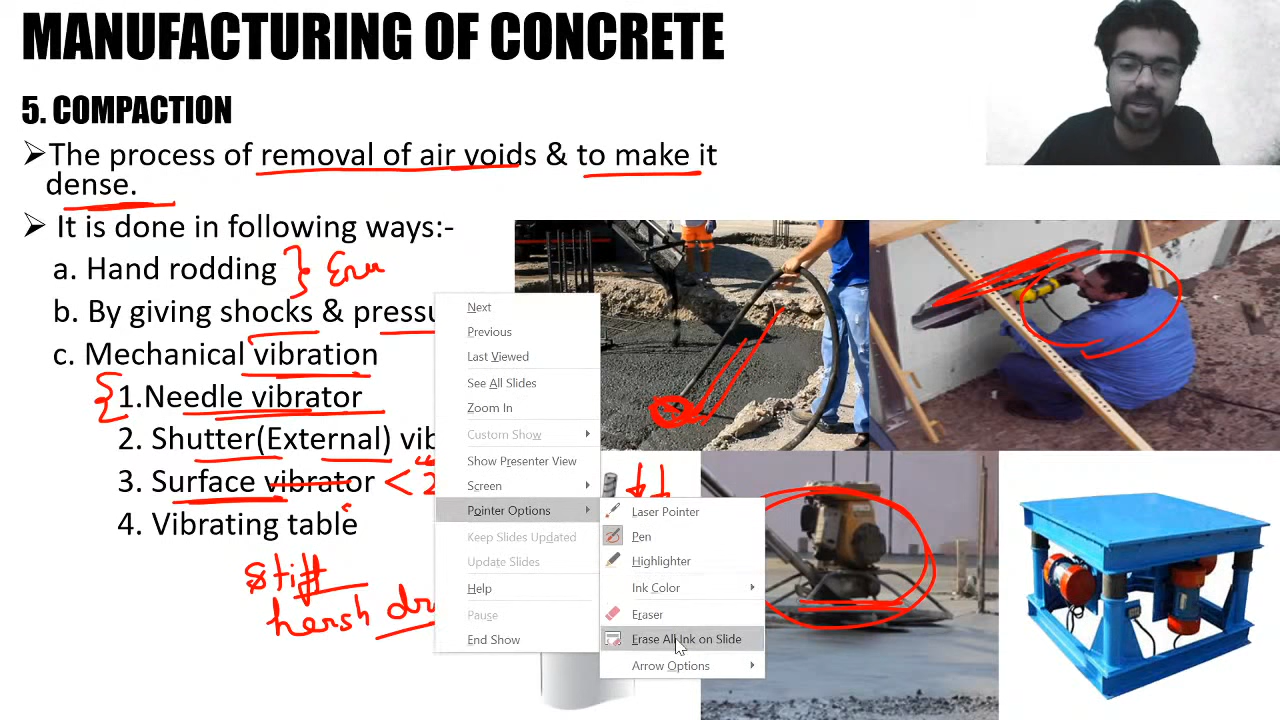 MANUFACTURING OF CONCRETE
5. COMPACTION
➢The process of removal of air voids & to make it
dense.
➢ It is done in following ways:-
a. Hand rodding
b. By giving shocks & pressu
c. Mechanical vibration
1.Needle vibrator
2. Shutter(External) vib
3. Surface vibrator < 2
4. Vibrating table
stiff
harsh
Next
Previous
Last Viewed
See All Slides
Zoom In
Custom Show
Show Presenter View
Screen
Pointer Options
Keep Slides Updated
Update Slides
Help
Pause
End Show
Laser Pointer
Pen
Highlighter
Ink Color
Eraser
Erase All Ink on Slide
Arrow Options